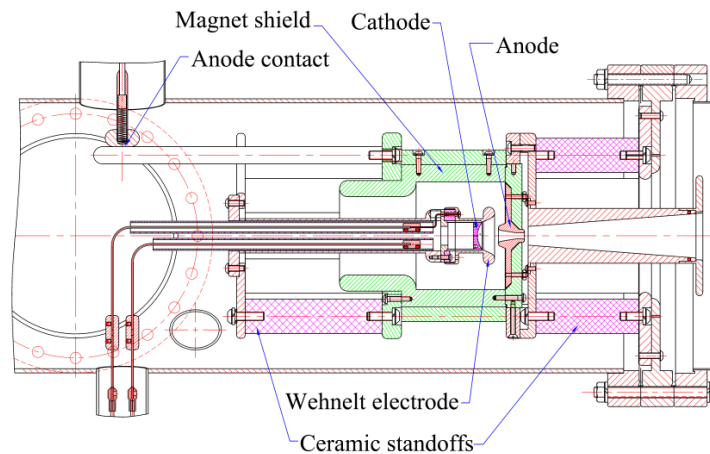 Magnet shield
Cathode
Anode contact
Anode
Wehnelt electrode
Ceramic standoffs